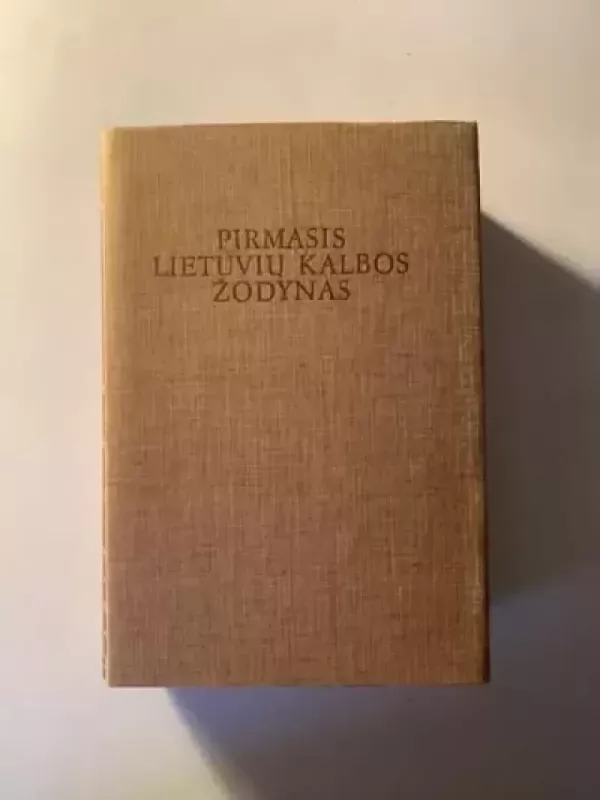 PIRMASIS
LIETUVIŲ KALBOS
ŽODYNAS